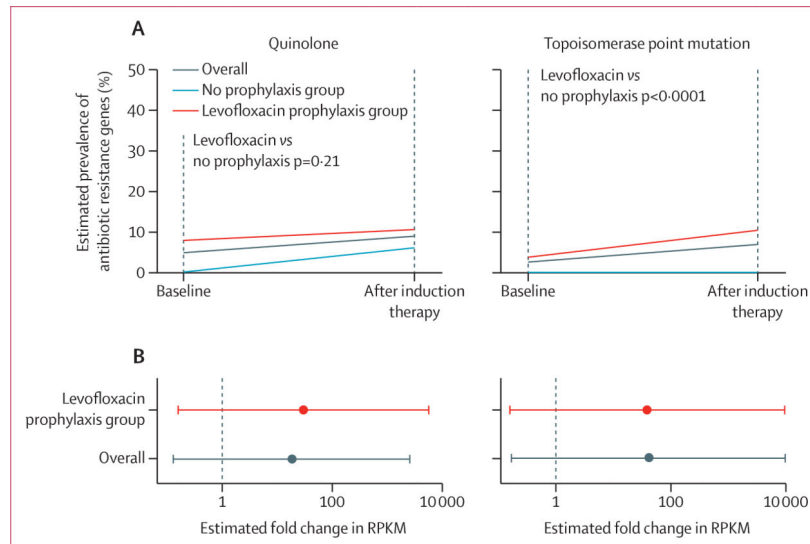 A
Quinolone
Topoisomerase point mutation
Estimated prevalence of
antibiotic resistance genes (%)
50
40
30
20
10
0
Overall
No prophylaxis group
Levofloxacin prophylaxis group
Levofloxacin vs
no prophylaxis p=0·21
Levofloxacin vs
no prophylaxis p<0·0001
Baseline
After induction
therapy
Baseline
After induction
therapy
B
Levofloxacin
prophylaxis group
Overall
1
100
10 000
Estimated fold change in RPKM
1
100
10 000
Estimated fold change in RPKM